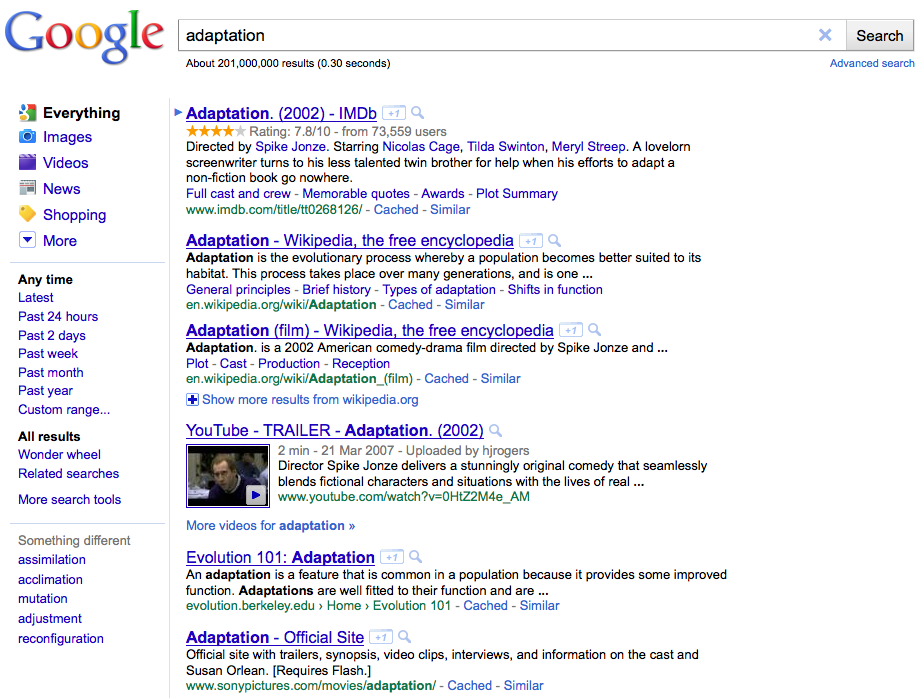 Google
adaptation
Search
About 201,000,000 results (0.30 seconds)
Advanced search
Everything
Images
Videos
News
Shopping
More
Any time
Latest
Past 24 hours
Past 2 days
Past week
Past month
Past year
Custom range...
All results
Wonder wheel
Related searches
More search tools
Something different
assimilation
acclimation
mutation
adjustment
reconfiguration
Adaptation. (2002) - IMDb +1
Rating: 7.8/10 - from 73,559 users
Directed by Spike Jonze. Starring Nicolas Cage, Tilda Swinton, Meryl Streep. A lovelorn
screenwriter turns to his less talented twin brother for help when his efforts to adapt a
non-fiction book go nowhere.
Full cast and crew - Memorable quotes - Awards - Plot Summary
www.imdb.com/title/tt0268126/ - Cached - Similar
Adaptation - Wikipedia, the free encyclopedia +1
Adaptation is the evolutionary process whereby a population becomes better suited to its
habitat. This process takes place over many generations, and is one ...
General principles - Brief history - Types of adaptation - Shifts in function
en.wikipedia.org/wiki/Adaptation - Cached - Similar
Adaptation (film) - Wikipedia, the free encyclopedia +1
Adaptation. is a 2002 American comedy-drama film directed by Spike Jonze and ...
Plot - Cast - Production - Reception
en.wikipedia.org/wiki/Adaptation_(film) - Cached - Similar
Show more results from wikipedia.org
YouTube - TRAILER - Adaptation. (2002)
2 min - 21 Mar 2007 - Uploaded by hjrogers
Director Spike Jonze delivers a stunningly original comedy that seamlessly
blends fictional characters and situations with the lives of real ...
www.youtube.com/watch?v=0HtZ2M4e_AM
More videos for adaptation »
Evolution 101: Adaptation +1
An adaptation is a feature that is common in a population because it provides some improved
function. Adaptations are well fitted to their function and are ...
evolution.berkeley.edu › Home › Evolution 101 - Cached - Similar
Adaptation - Official Site +1
Official site with trailers, synopsis, video clips, interviews, and information on the cast and
Susan Orlean. [Requires Flash.]
www.sonypictures.com/movies/adaptation/ - Cached - Similar